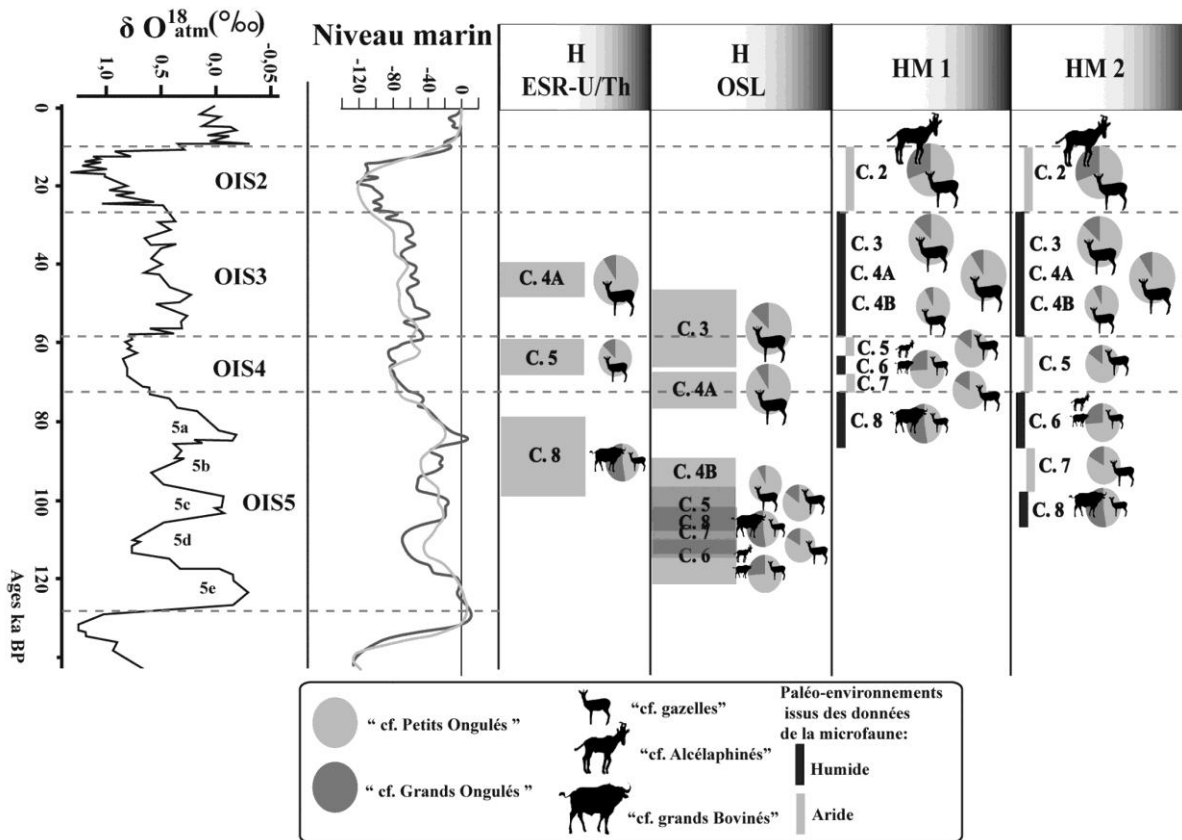 δ O18atm(°/oo)
1,0 0,5 0,0 -0,05
Niveau marin
-120 -80 -40 0
H
ESR-U/Th
H
OSL
HM 1
HM 2
0
20
40
60
80
100
120
Ages ka BP
OIS2
OIS3
OIS4
OIS5
5a
5b
5c
5d
5e
C. 4A
C. 5
C. 8
C. 3
C. 4A
C. 4B
C. 5
C. 8
C. 7
C. 6
C. 2
C. 3
C. 4A
C. 4B
C. 5
C. 6
C. 7
C. 8
C. 2
C. 3
C. 4A
C. 4B
C. 5
C. 6
C. 7
C. 8
“ cf. Petits Ongulés ”
“ cf. Grands Ongulés ”
“cf. gazelles”
“cf. Alcélaphinés”
“cf. grands Bovinés”
Paléo-environnements
issus des données
de la microfaune:
Humide
Aride